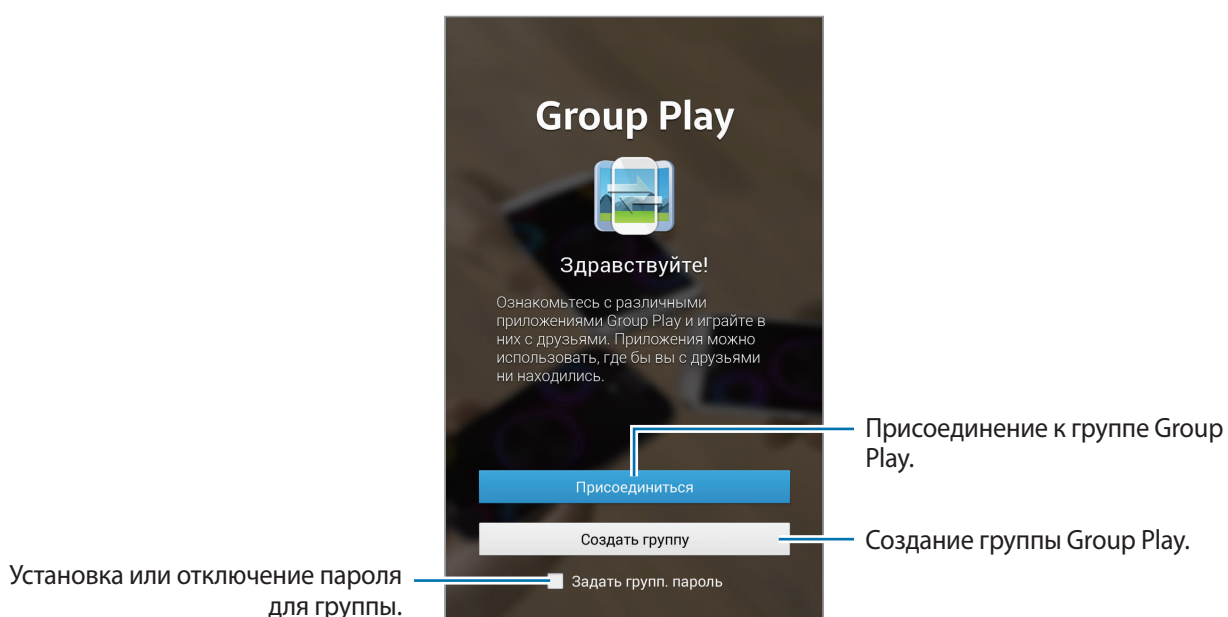 Group Play
Здравствуйте!
Ознакомьтесь с различными
приложениями Group Play и играйте в
них с друзьями. Приложения можно
использовать, где бы вы с друзьями
ни находились.
Присоединение к группе Group
Play.
Присоединиться
Создать группу
Создание группы Group Play.
Установка или отключение пароля
для группы.
Задать групп. пароль